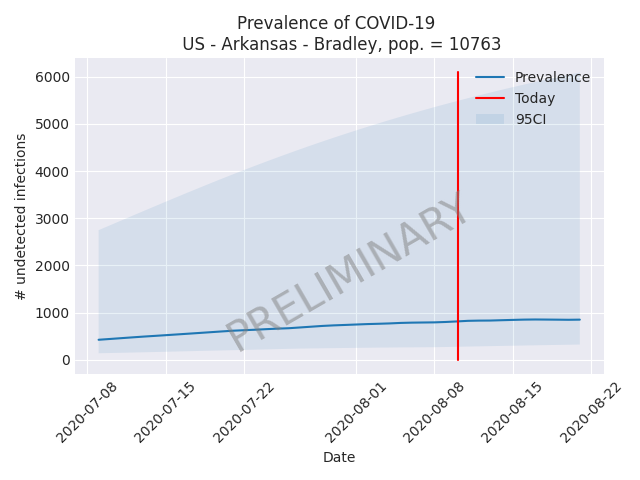 Prevalence of COVID-19
US - Arkansas - Bradley, pop. = 10763
6000
5000
4000
3000
2000
1000
0
# undetected infections
Prevalence
Today
95CI
PRELIMINARY
2020-07-08
2020-07-15
2020-07-22
2020-08-01
2020-08-08
2020-08-15
2020-08-22
Date